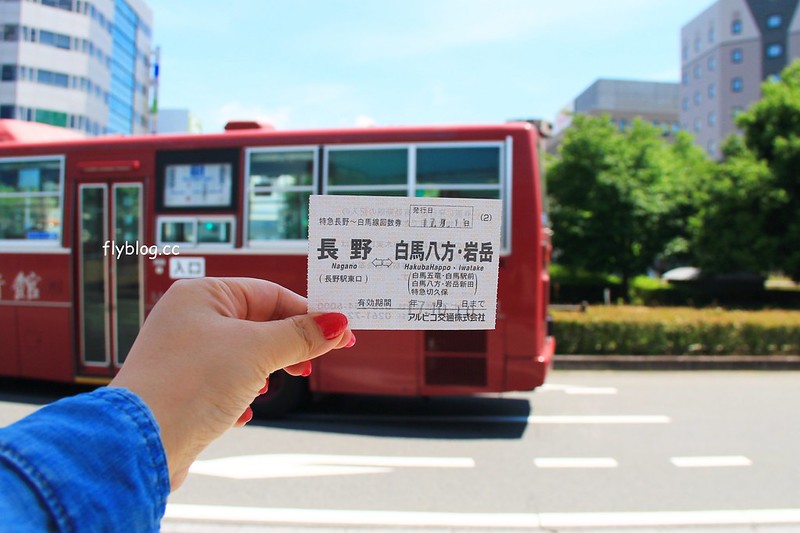 特急長野〜白馬線回数券
発行日
(2)
長野
白馬八方・岩岳
Nagano
HakubaHappo・Iwatake
(長野駅東口)
白馬五竜・白馬駅前
白馬八方・岩岳新田
特急切久保
有効期間 年 月 日まで
アルピコ交通株式会社
flyblog.cc
入口
館